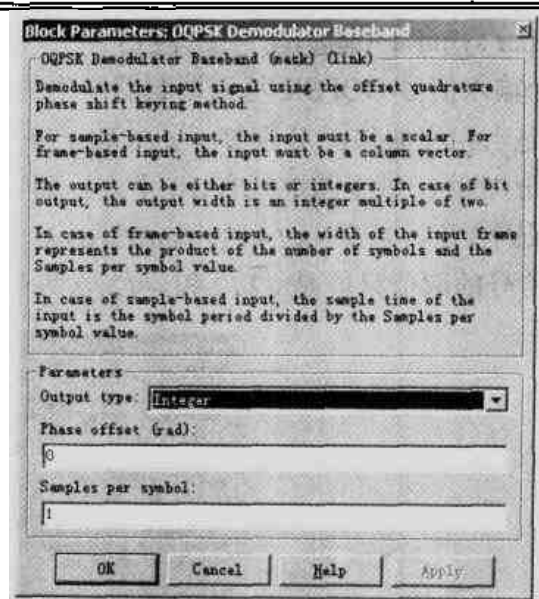 Block Parameters: OQPSK Demodulator Baseband
OQPSK Demodulator Baseband (mask) (link)
Demodulate the input signal using the offset quadrature
phase shift keying method.
For sample-based input, the input must be a scalar. For
frame-based input, the input must be a column vector.
The output can be either bits or integers. In case of bit
output, the output width is an integer multiple of two.
In case of frame-based input, the width of the input frame
represents the product of the number of symbols and the
Samples per symbol value.
In case of sample-based input, the sample time of the
input is the symbol period divided by the Samples per
symbol value.
Parameters
Output type: Integer
Phase offset (rad):
0
Samples per symbol:
1
OK Cancel Help Apply